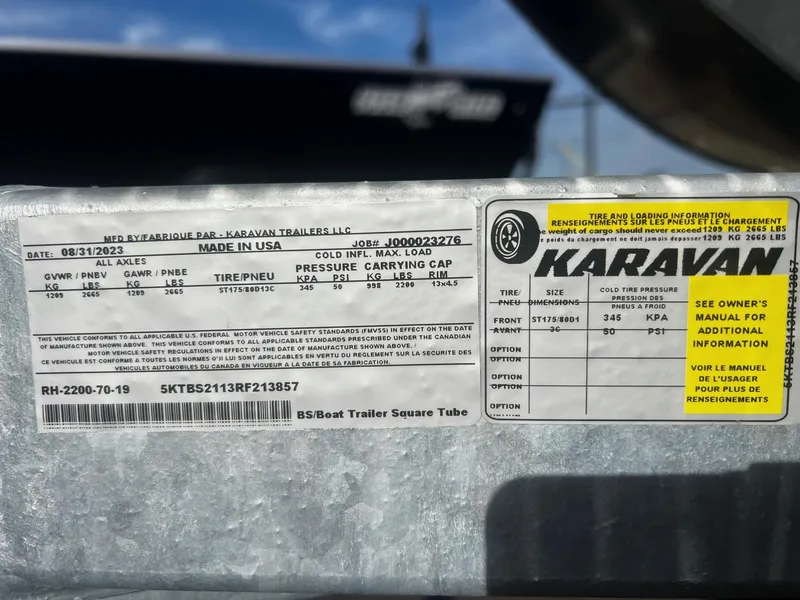 MFD BY/FABRIQUE PAR - KARAVAN TRAILERS LLC
DATE: 08/31/2023 MADE IN USA JOB# J000023276
ALL AXLES COLD INFL. MAX. LOAD
GVWR / PNBV GAWR / PNBE TIRE/PNEU PRESSURE CARRYING CAP RIM
KG LBS KG LBS KPA PSI KG LBS
1209 2665 1209 2665 ST175/80D13C 345 50 998 2200 13x4.5
THIS VEHICLE CONFORMS TO ALL APPLICABLE U.S. FEDERAL MOTOR VEHICLE SAFETY STANDARDS (FMVSS) IN EFFECT ON THE DATE
OF MANUFACTURE SHOWN ABOVE. THIS VEHICLE CONFORMS TO ALL APPLICABLE STANDARDS PRESCRIBED UNDER THE CANADIAN
MOTOR VEHICLE SAFETY REGULATIONS IN EFFECT ON THE DATE OF MANUFACTURE SHOWN ABOVE. /
CE VEHICULE EST CONFORME A TOUTES LES NORMES QUI LUI SONT APPLICABLES EN VERTU DU REGLEMENT SUR LA SECURITE DES
VEHICULES AUTOMOBILES DU CANADA EN VIGUEUR A LA DATE DE SA FABRICATION.
RH-2200-70-19 5KTBS2113RF213857
BS/Boat Trailer Square Tube
TIRE AND LOADING INFORMATION
RENSEIGNEMENTS SUR LES PNEUS ET LE CHARGEMENT
weight of cargo should never exceed 1209 KG 2665 LBS
poids du chargement ne doit jamais depasser 1209 KG 2665 LBS
KARAVAN
TIRE/ SIZE COLD TIRE PRESSURE
PNEU DIMENSIONS PRESSION DES
PNEUS A FROID
FRONT ST175/80D1 345 KPA
AVANT 3C 50 PSI
OPTION
OPTION
OPTION
OPTION
SEE OWNER'S
MANUAL FOR
ADDITIONAL
INFORMATION
VOIR LE MANUEL
DE L'USAGER
POUR PLUS DE
RENSEIGNEMENTS
5KTBS2113RF213857